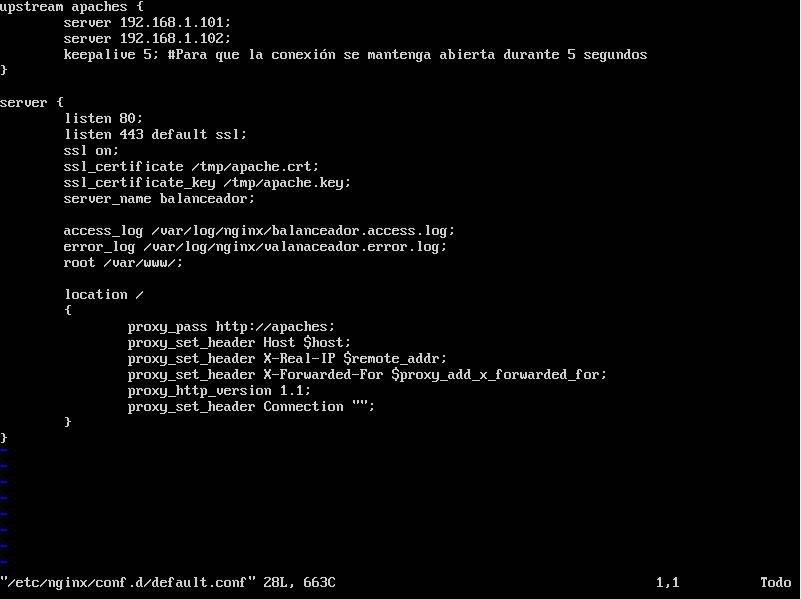 upstream apaches {
        server 192.168.1.101;
        server 192.168.1.102;
        keepalive 5; #Para que la conexión se mantenga abierta durante 5 segundos
}

server {
        listen 80;
        listen 443 default ssl;
        ssl on;
        ssl_certificate /tmp/apache.crt;
        ssl_certificate_key /tmp/apache.key;
        server_name balanceador;

        access_log /var/log/nginx/balanceador.access.log;
        error_log /var/log/nginx/valanaceador.error.log;
        root /var/www/;

        location /
        {
                proxy_pass http://apaches;
                proxy_set_header Host $host;
                proxy_set_header X-Real-IP $remote_addr;
                proxy_set_header X-Forwarded-For $proxy_add_x_forwarded_for;
                proxy_http_version 1.1;
                proxy_set_header Connection "";
        }
}
~
~
~
~
~
~
~
~
"/etc/nginx/conf.d/default.conf" 28L, 663C 1,1 Todo